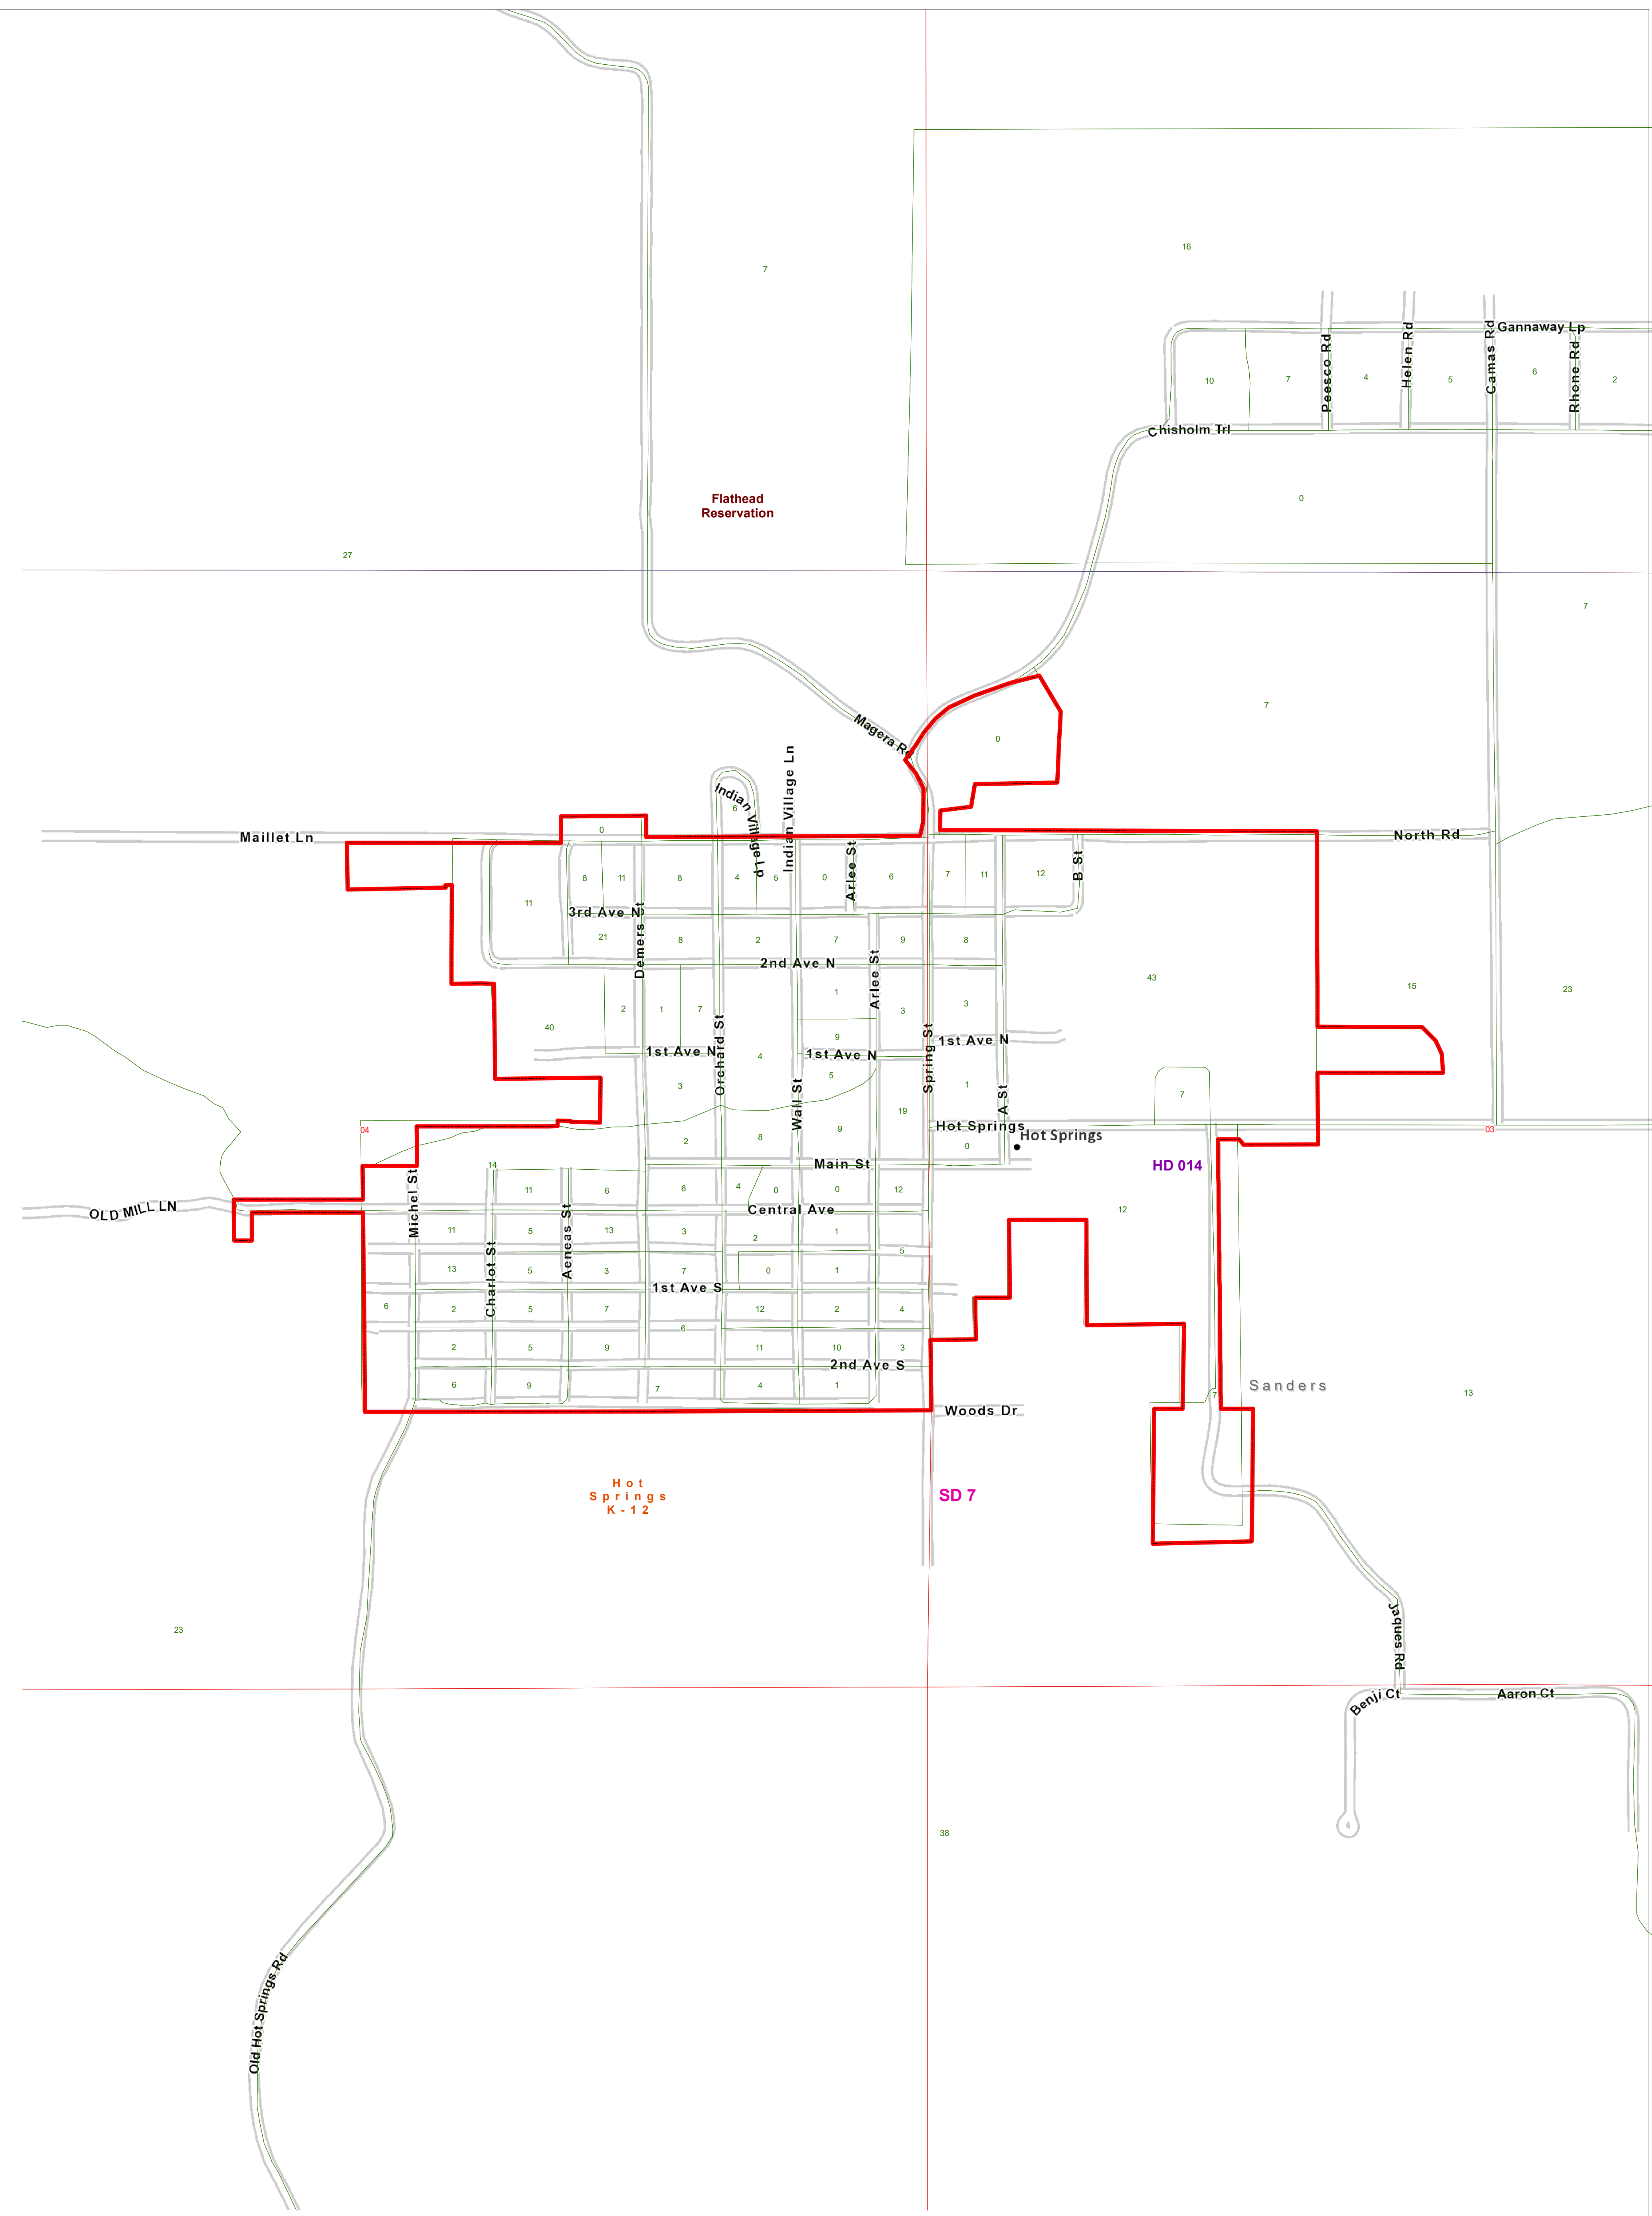 16
7
Gannaway Lp
Peesco Rd
Helen Rd
Camas Rd
Rhone Rd
10
7
4
5
6
2
Chisholm Trl
Flathead
Reservation
0
27
7
7
Magera Rd
0
Indian Village Ln
Indian Village Ld
6
0
Maillet Ln
North Rd
Arlee St
B St
8
11
8
4
5
0
6
7
11
12
11
3rd Ave N
Demers St
21
8
2
7
9
8
2nd Ave N
Arlee St
43
15
23
1
3
3
2
1
7
40
Orchard St
9
Spring St
1st Ave N
1st Ave N
4
1st Ave N
5
3
Wall St
1
A St
7
19
Hot Springs
04
03
9
Hot Springs
2
8
0
Main St
HD 014
14
Michel St
11
6
6
4
0
0
12
OLD MILL LN
Central Ave
12
11
5
13
3
2
1
5
Charlot St
Aeneas St
13
5
3
7
0
1
1st Ave S
6
2
5
7
12
2
4
6
2
5
9
11
10
3
2nd Ave S
6
9
7
4
1
Sanders
13
7
Woods Dr
Hot
Springs
K-12
SD 7
23
Jaques Rd
Benji Ct
Aaron Ct
6
38
Old Hot Springs Rd